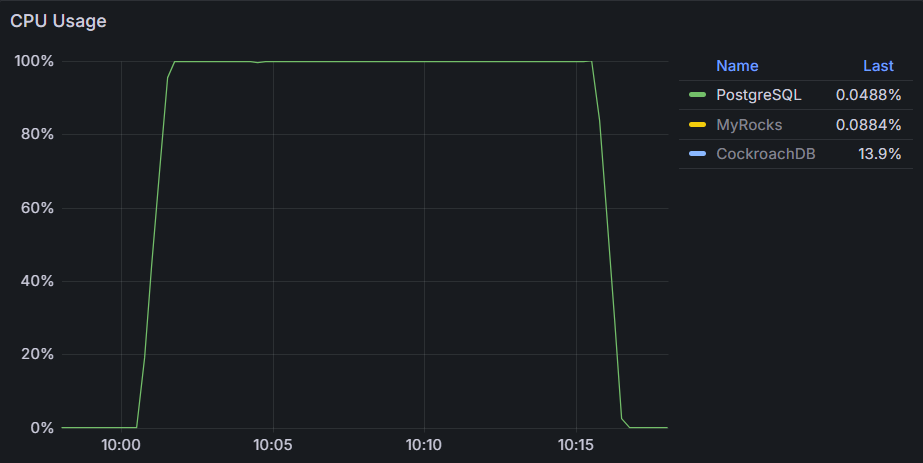 CPU Usage
100%
80%
60%
40%
20%
0%
10:00 10:05 10:10 10:15
Name Last
PostgreSQL 0.0488%
MyRocks 0.0884%
CockroachDB 13.9%